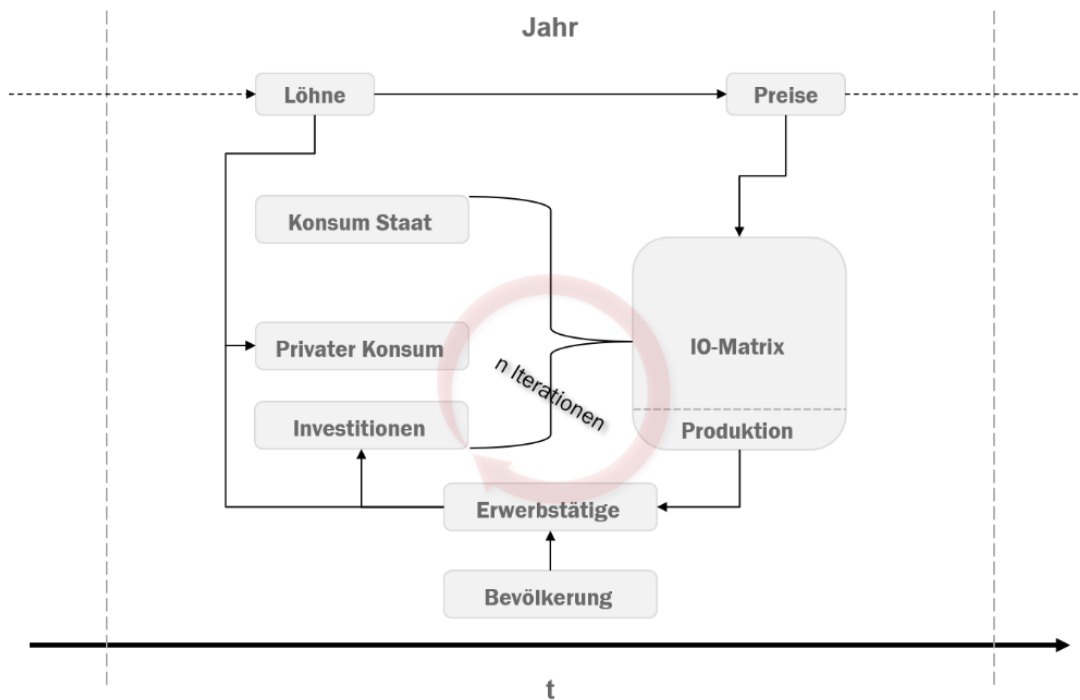 Jahr
Löhne
Preise
Konsum Staat
Privater Konsum
IO-Matrix
n Iterationen
Investitionen
Produktion
Erwerbstätige
Bevölkerung
t